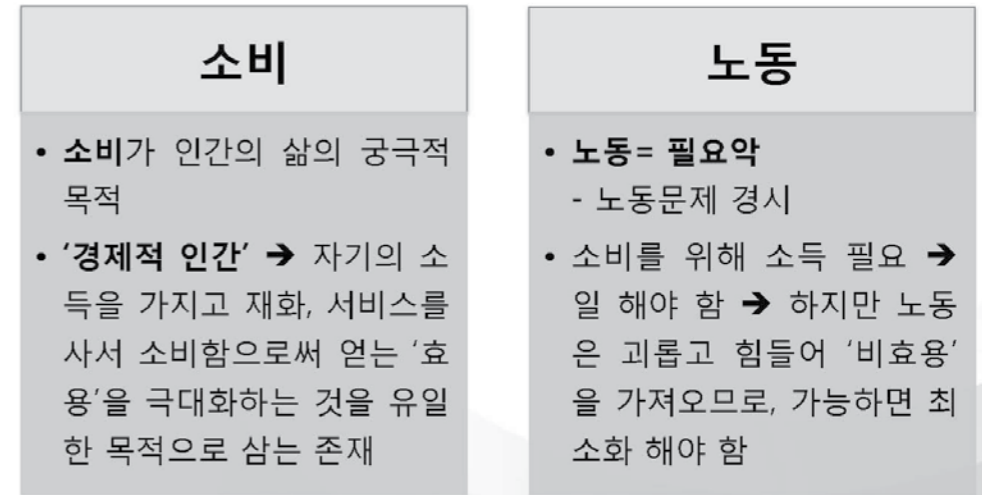 소비
• 소비가 인간의 삶의 궁극적
목적
• ‘경제적 인간’ ➔ 자기의 소
득을 가지고 재화, 서비스를
사서 소비함으로써 얻는 ‘효
용’을 극대화하는 것을 유일
한 목적으로 삼는 존재
노동
• 노동= 필요악
- 노동문제 경시
• 소비를 위해 소득 필요 ➔
일 해야 함 ➔ 하지만 노동
은 괴롭고 힘들어 ‘비효용’
을 가져오므로, 가능하면 최
소화 해야 함